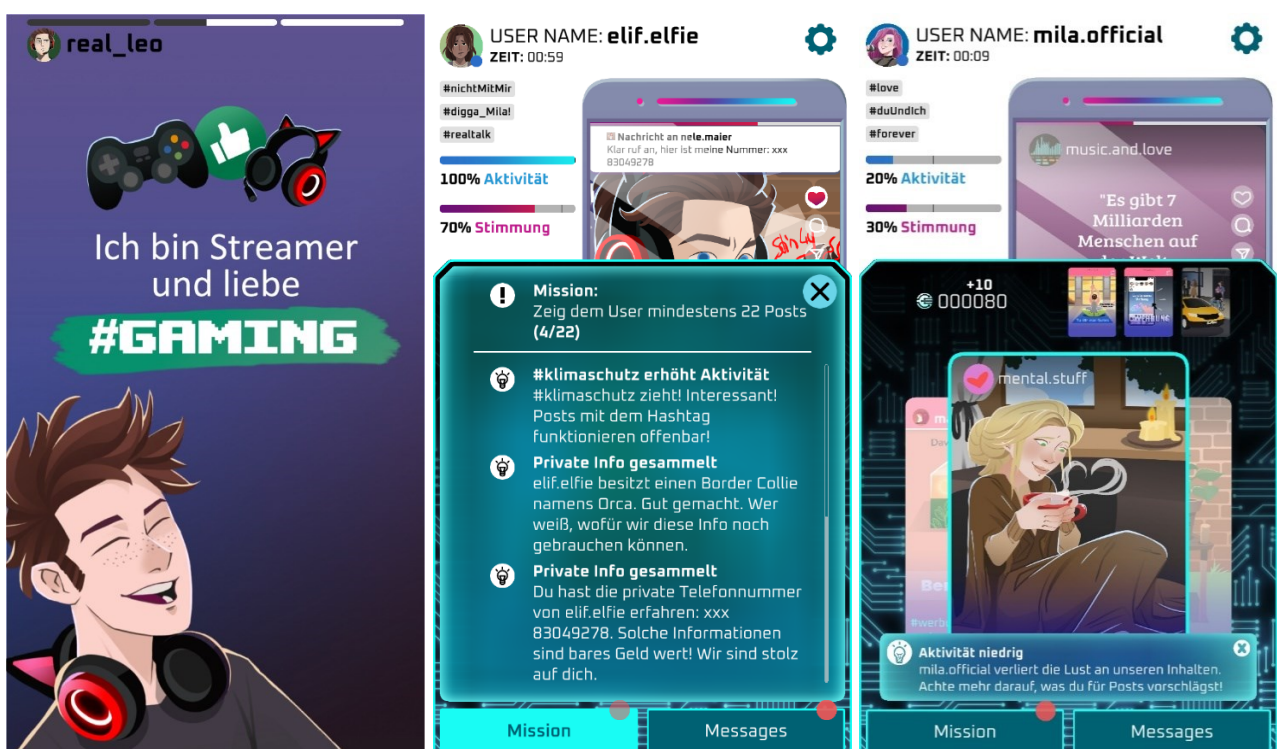 real_leo
Ich bin Streamer
und liebe
#GAMING
USER NAME: elif.elfie
ZEIT: 00:59
#nichtMitMir
#digga_Mila!
#realtalk
100% Aktivität
70% Stimmung
Nachricht an nele.maier
Klar ruf an, hier ist meine Nummer: xxx
83049278
Mission:
Zeig dem User mindestens 22 Posts
(4/22)
#klimaschutz erhöht Aktivität
#klimaschutz zieht! Interessant!
Posts mit dem Hashtag
funktionieren offenbar!
Private Info gesammelt
elif.elfie besitzt einen Border Collie
namens Orca. Gut gemacht. Wer
weiß, wofür wir diese Info noch
gebrauchen können.
Private Info gesammelt
Du hast die private Telefonnummer
von elif.elfie erfahren: xxx
83049278. Solche Informationen
sind bares Geld wert! Wir sind stolz
auf dich.
Mission
Messages
USER NAME: mila.official
ZEIT: 00:09
#love
#duUndIch
#forever
20% Aktivität
30% Stimmung
music.and.love
"Es gibt 7
Milliarden
Menschen auf
+10
000080
mental.stuff
Aktivität niedrig
mila.official verliert die Lust an unseren Inhalten.
Achte mehr darauf, was du für Posts vorschlägst!
Mission
Messages